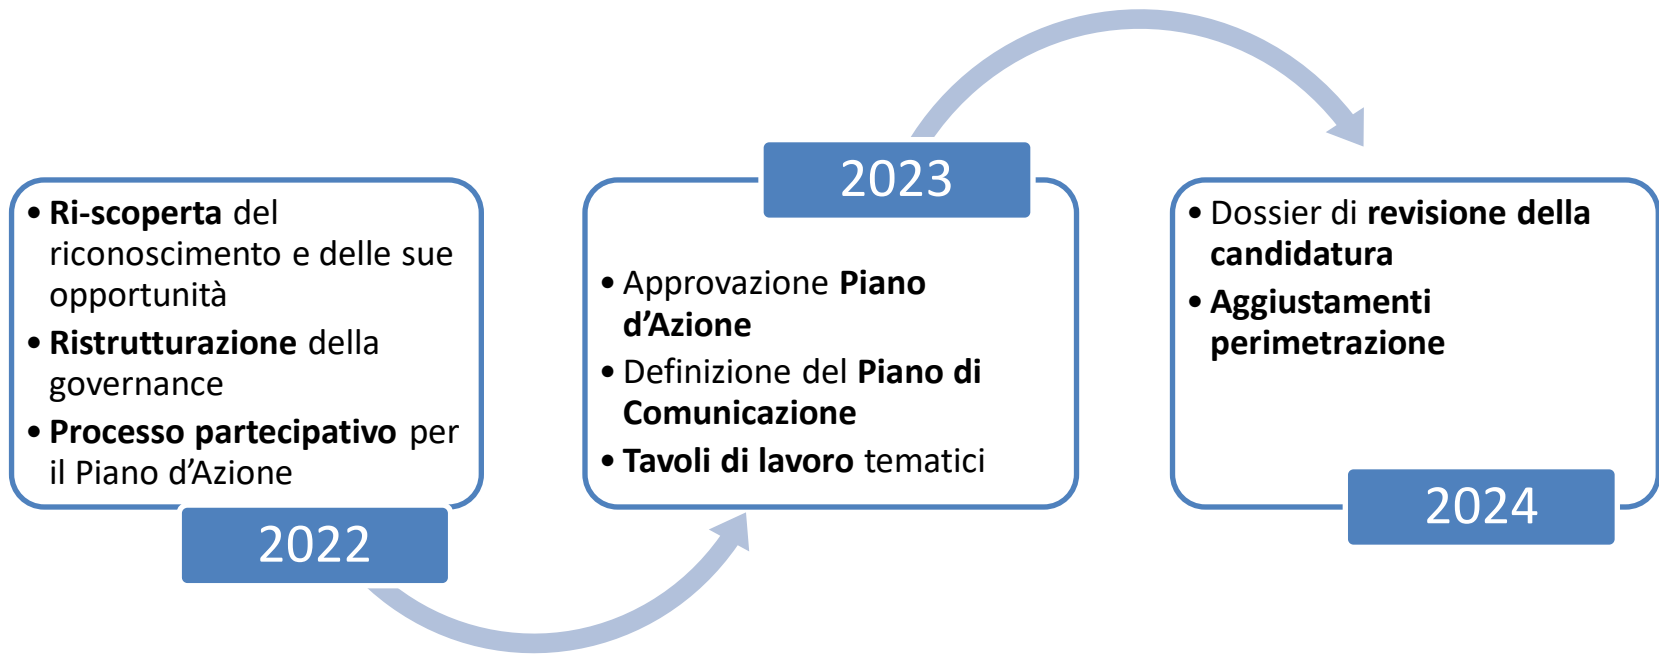 • Ri-scoperta del
riconoscimento e delle sue
opportunità
• Ristrutturazione della
governance
• Processo partecipativo per
il Piano d’Azione
2022
2023
• Approvazione Piano
d’Azione
• Definizione del Piano di
Comunicazione
• Tavoli di lavoro tematici
• Dossier di revisione della
candidatura
• Aggiustamenti
perimetrazione
2024